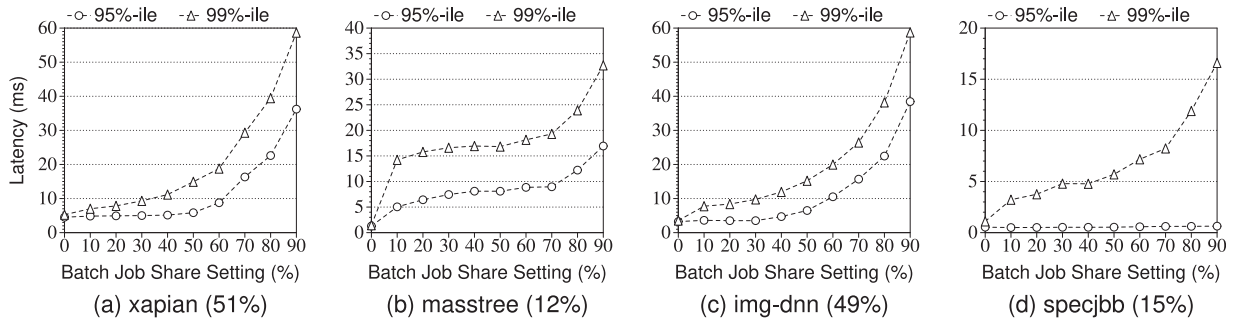 95%-ile 99%-ile
60
50
40
30
20
10
0
Latency (ms)
0 10 20 30 40 50 60 70 80 90
Batch Job Share Setting (%)
(a) xapian (51%)
95%-ile 99%-ile
40
35
30
25
20
15
10
5
0
0 10 20 30 40 50 60 70 80 90
Batch Job Share Setting (%)
(b) masstree (12%)
95%-ile 99%-ile
60
50
40
30
20
10
0
0 10 20 30 40 50 60 70 80 90
Batch Job Share Setting (%)
(c) img-dnn (49%)
95%-ile 99%-ile
20
15
10
5
0
0 10 20 30 40 50 60 70 80 90
Batch Job Share Setting (%)
(d) specjbb (15%)